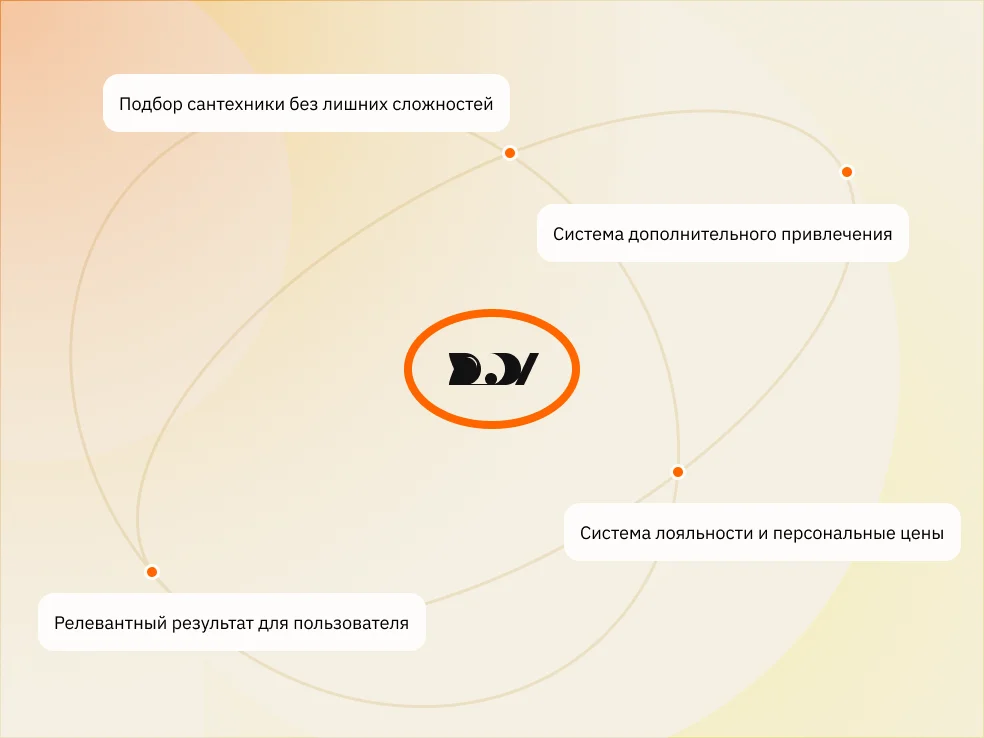 Подбор сантехники без лишних сложностей
Система дополнительного привлечения
Система лояльности и персональные цены
Релевантный результат для пользователя